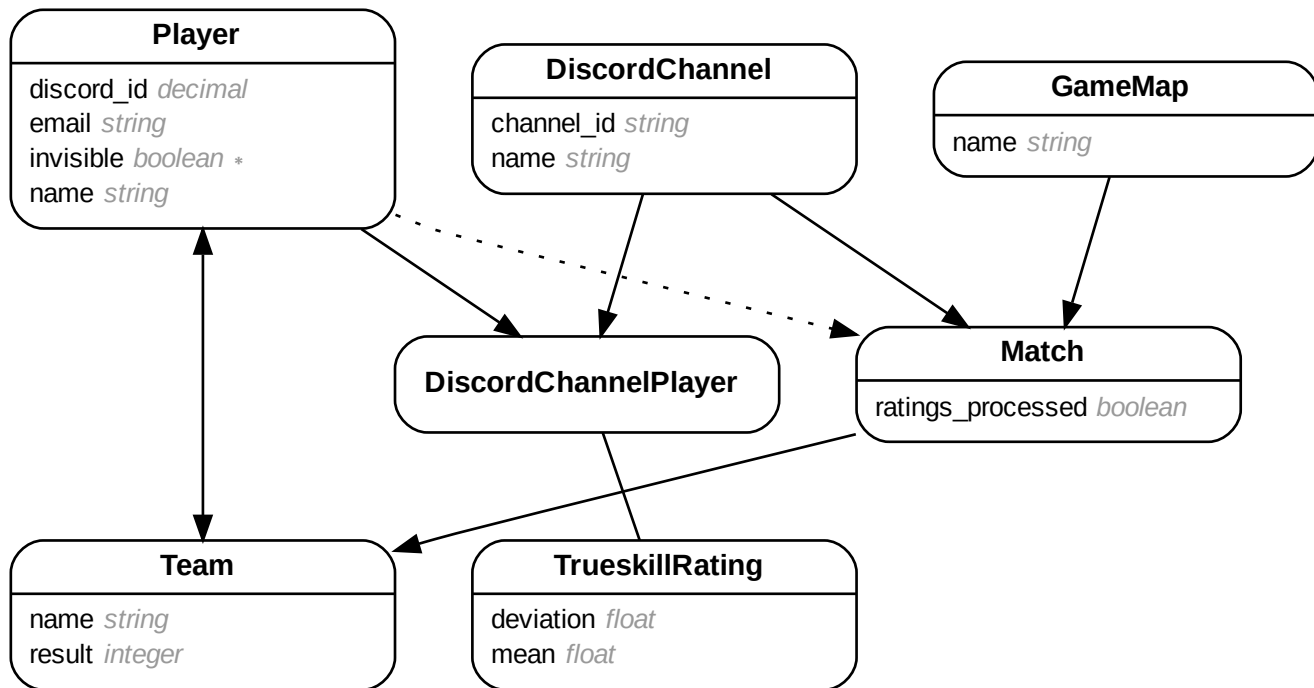 Player
discord_id decimal
email string
invisible boolean *
name string
DiscordChannel
channel_id string
name string
GameMap
name string
DiscordChannelPlayer
Match
ratings_processed boolean
Team
name string
result integer
TrueskillRating
deviation float
mean float